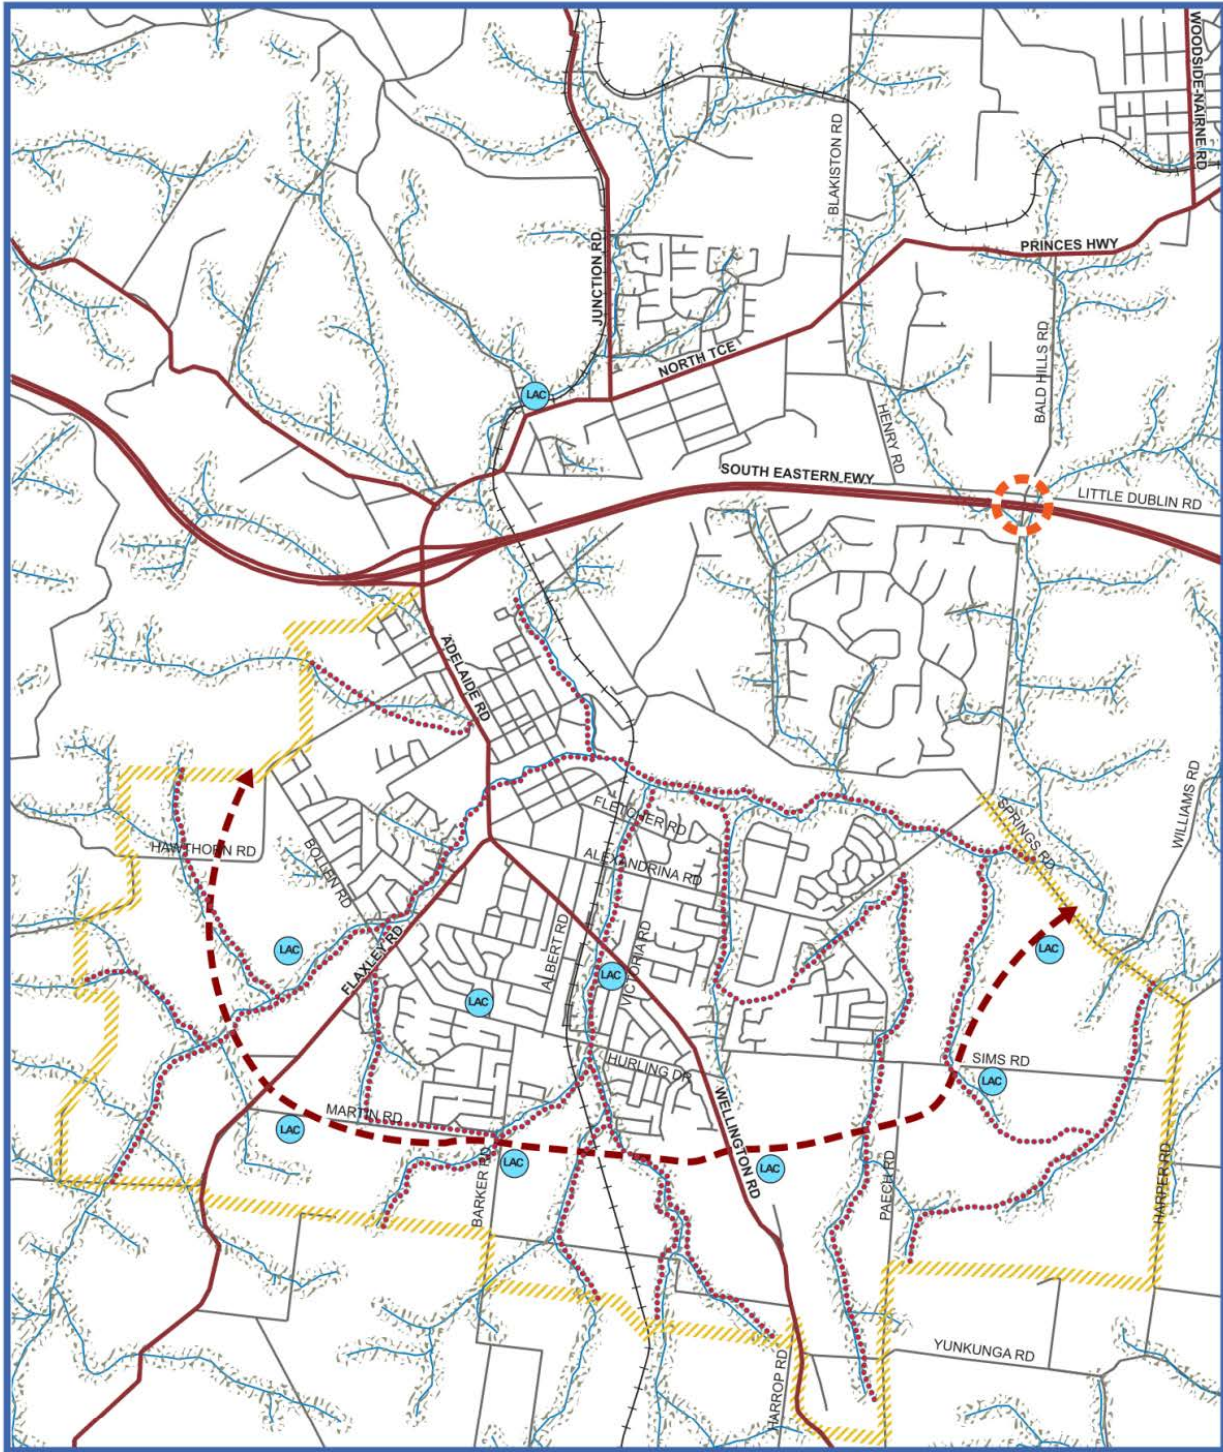 WOODSIDE-NAIRNE RD
BLAKISTON RD
PRINCES HWY
JUNCTION RD
NORTH TCE
BALD HILLS RD
LAC
HENRY RD
SOUTH EASTERN FWY
LITTLE DUBLIN RD
ADELAIDE RD
WILLIAMS RD
FLETCHER RD
SPRINGS RD
HAWTHORN RD
BOLLEN RD
ALEXANDRINA RD
ALBERT RD
VICTORIA RD
FLAXLEY RD
LAC
LAC
LAC
LAC
HURLING DR
SIMS RD
LAC
MARTIN RD
LAC
WELLINGTON RD
BARKER RD
LAC
LAC
PAECH RD
HARPER RD
YUNKUNGA RD
HARROP RD